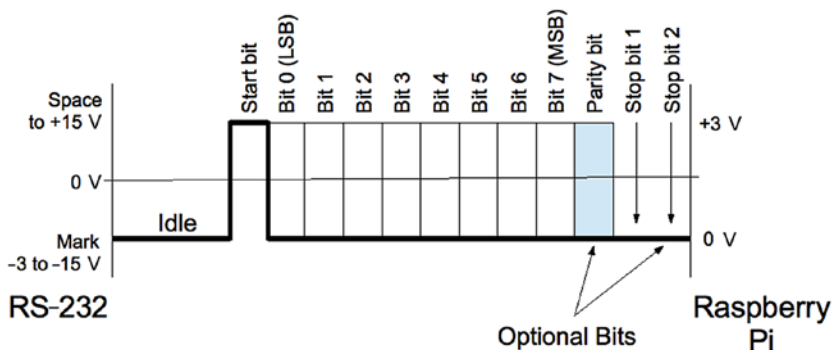 Start bit
Bit 0 (LSB)
Bit 1
Bit 2
Bit 3
Bit 4
Bit 5
Bit 6
Bit 7 (MSB)
Parity bit
Stop bit 1
Stop bit 2
Space
to +15 V
+3 V
0 V
Idle
Mark
-3 to -15 V
0 V
RS-232
Raspberry
Pi
Optional Bits